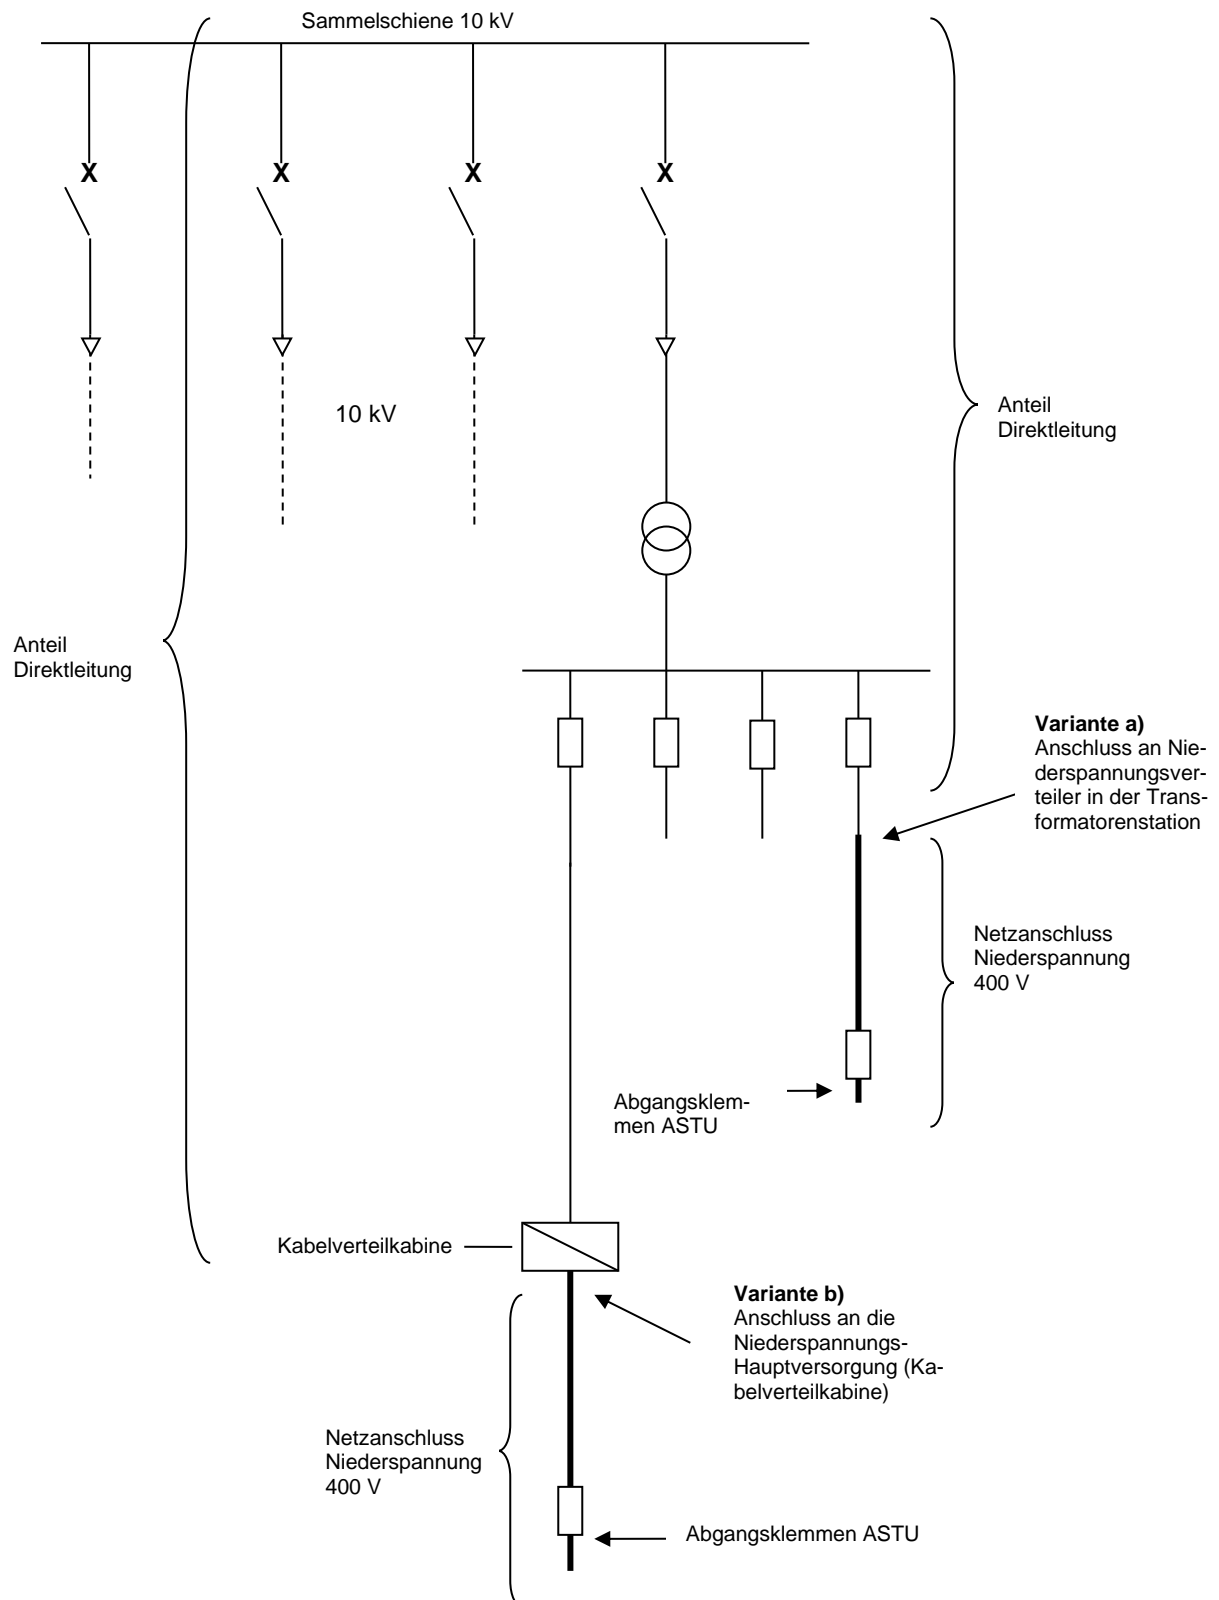 Sammelschiene 10 kV
X X X X
10 kV
Anteil
Direktleitung
Anteil
Direktleitung
Variante a)
Anschluss an Nie-
derspannungsver-
teiler in der Trans-
formatorenstation
Netzanschluss
Niederspannung
400 V
Abgangsklem-
men ASTU
Kabelverteilkabine
Variante b)
Anschluss an die
Niederspannungs-
Hauptversorgung (Ka-
belverteilkabine)
Netzanschluss
Niederspannung
400 V
Abgangsklemmen ASTU